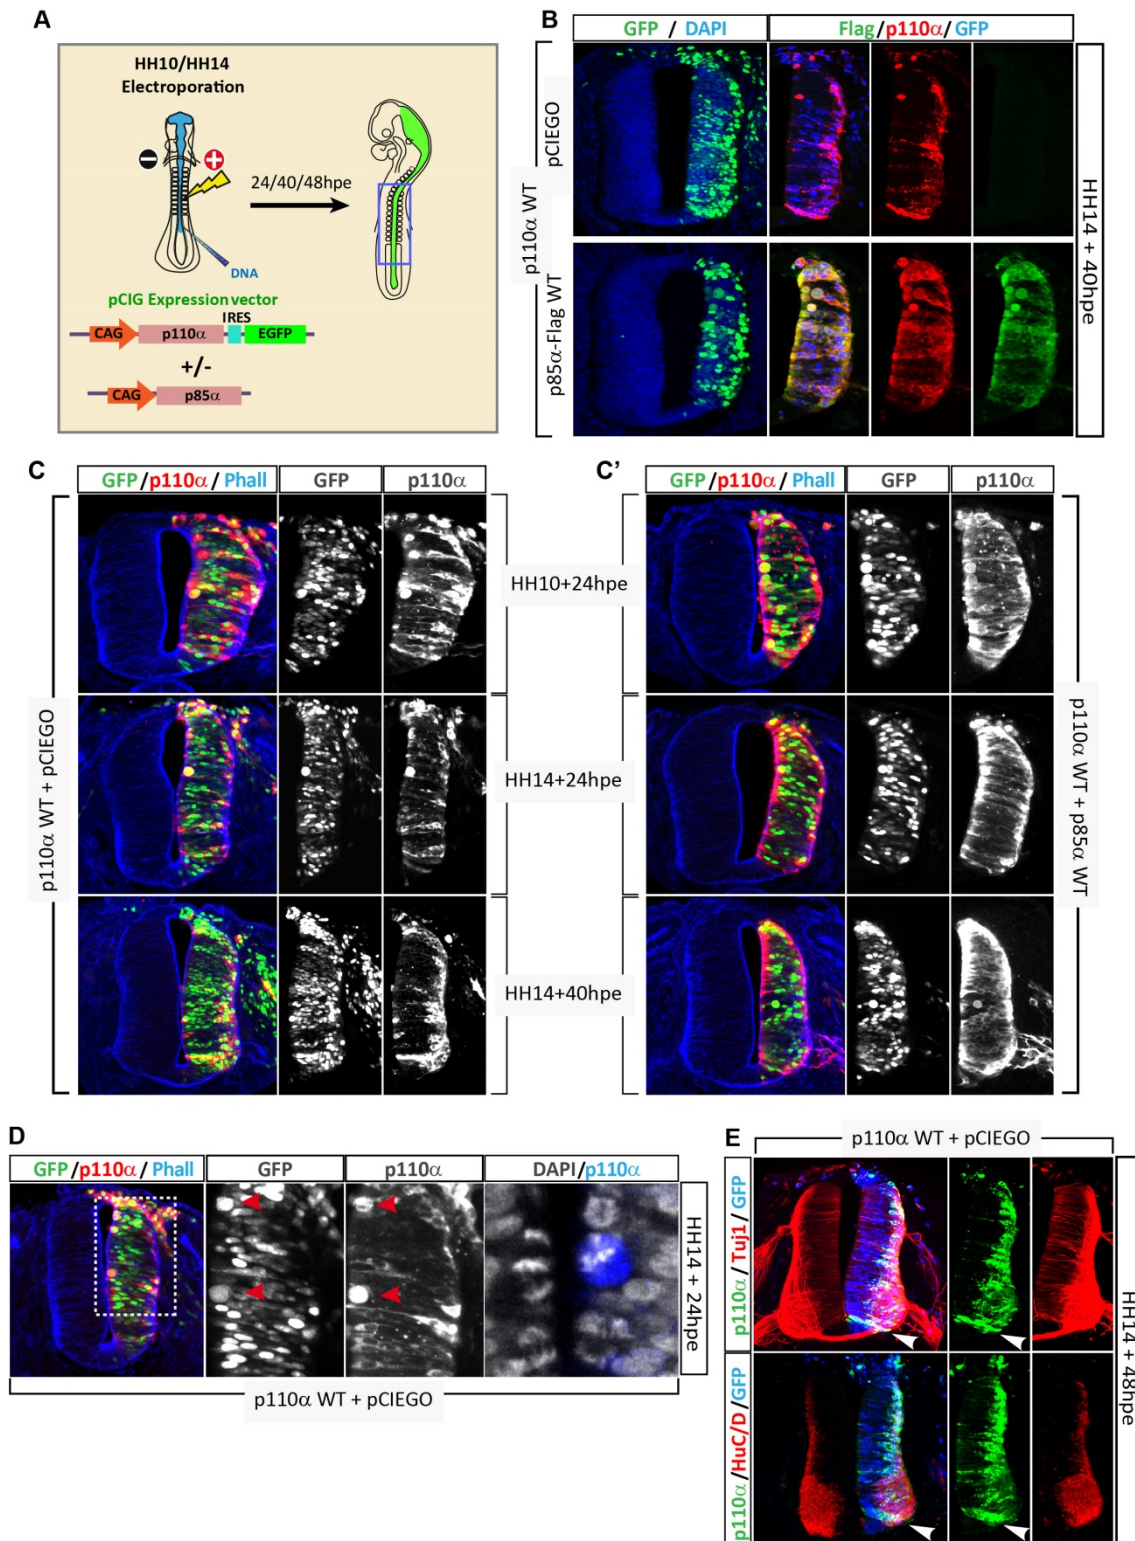 A
HH10/HH14
Electroporation
24/40/48hpe
DNA
pCIG Expression vector
IRES
CAG p110α EGFP
+/-
CAG p85α
B
GFP / DAPI
Flag/p110α/GFP
p110α WT
pCIEGO
p85α-Flag WT
HH14 + 40hpe
C
GFP/p110α/Phall
GFP
p110α
p110α WT + pCIEGO
HH10+24hpe
HH14+24hpe
HH14+40hpe
C’
GFP/p110α/Phall
GFP
p110α
p110α WT + p85α WT
D
GFP/p110α/Phall
GFP
p110α
DAPI/p110α
HH14 + 24hpe
p110α WT + pCIEGO
E
p110α WT + pCIEGO
p110α/Tuj1/GFP
p110α/HuC/D/GFP
HH14 + 48hpe